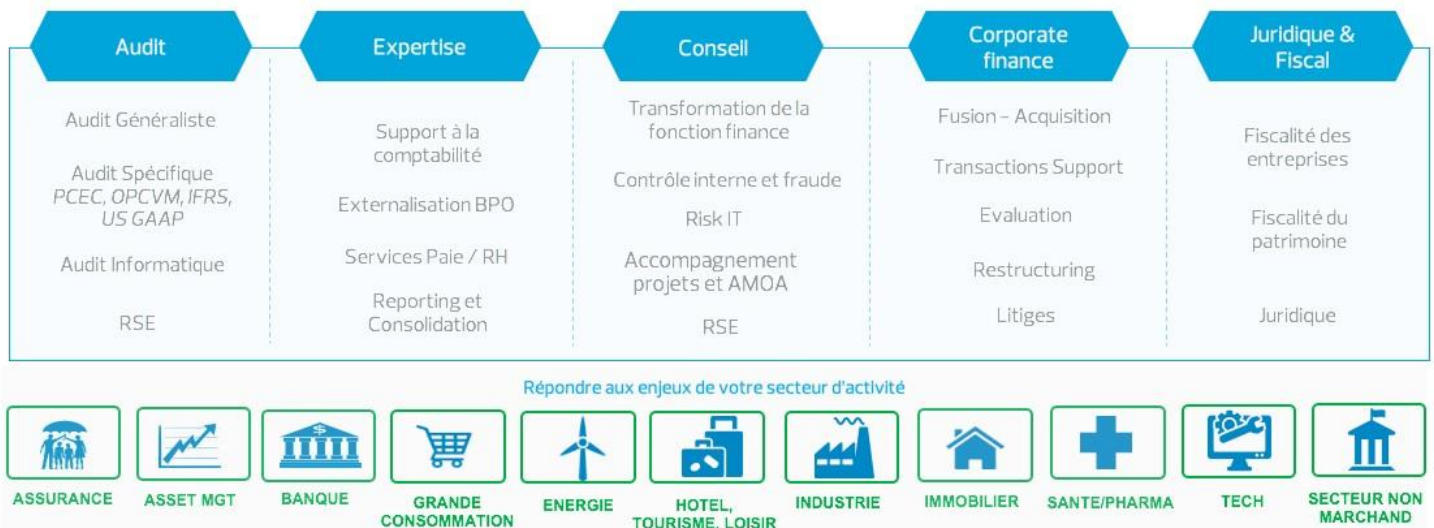 Audit
Expertise
Conseil
Corporate
finance
Juridique &
Fiscal
Audit Généraliste
Audit Spécifique
PCEC, OPCVM, IFRS,
US GAAP
Audit Informatique
RSE
Support à la
comptabilité
Externalisation BPO
Services Paie / RH
Reporting et
Consolidation
Transformation de la
fonction finance
Contrôle interne et fraude
Risk IT
Accompagnement
projets et AMOA
RSE
Fusion – Acquisition
Transactions Support
Evaluation
Restructuring
Litiges
Fiscalité des
entreprises
Fiscalité du
patrimoine
Juridique
Répondre aux enjeux de votre secteur d'activité
$
ASSURANCE
ASSET MGT
BANQUE
GRANDE
CONSOMMATION
ENERGIE
HOTEL,
TOURISME, LOISIR
INDUSTRIE
IMMOBILIER
SANTE/PHARMA
TECH
SECTEUR NON
MARCHAND